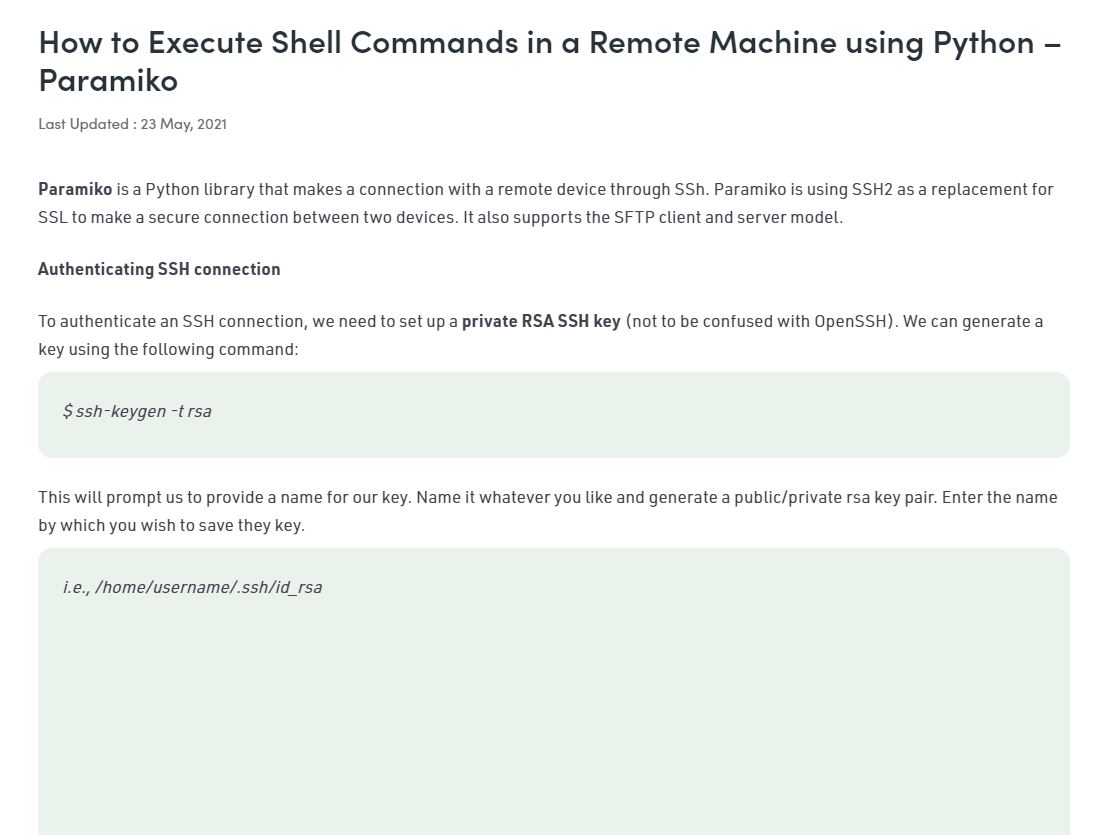 How to Execute Shell Commands in a Remote Machine using Python –
Paramiko
Last Updated : 23 May, 2021
Paramiko is a Python library that makes a connection with a remote device through SSh. Paramiko is using SSH2 as a replacement for
SSL to make a secure connection between two devices. It also supports the SFTP client and server model.
Authenticating SSH connection
To authenticate an SSH connection, we need to set up a private RSA SSH key (not to be confused with OpenSSH). We can generate a
key using the following command:
$ ssh-keygen -t rsa
This will prompt us to provide a name for our key. Name it whatever you like and generate a public/private rsa key pair. Enter the name
by which you wish to save they key.
i.e., /home/username/.ssh/id_rsa